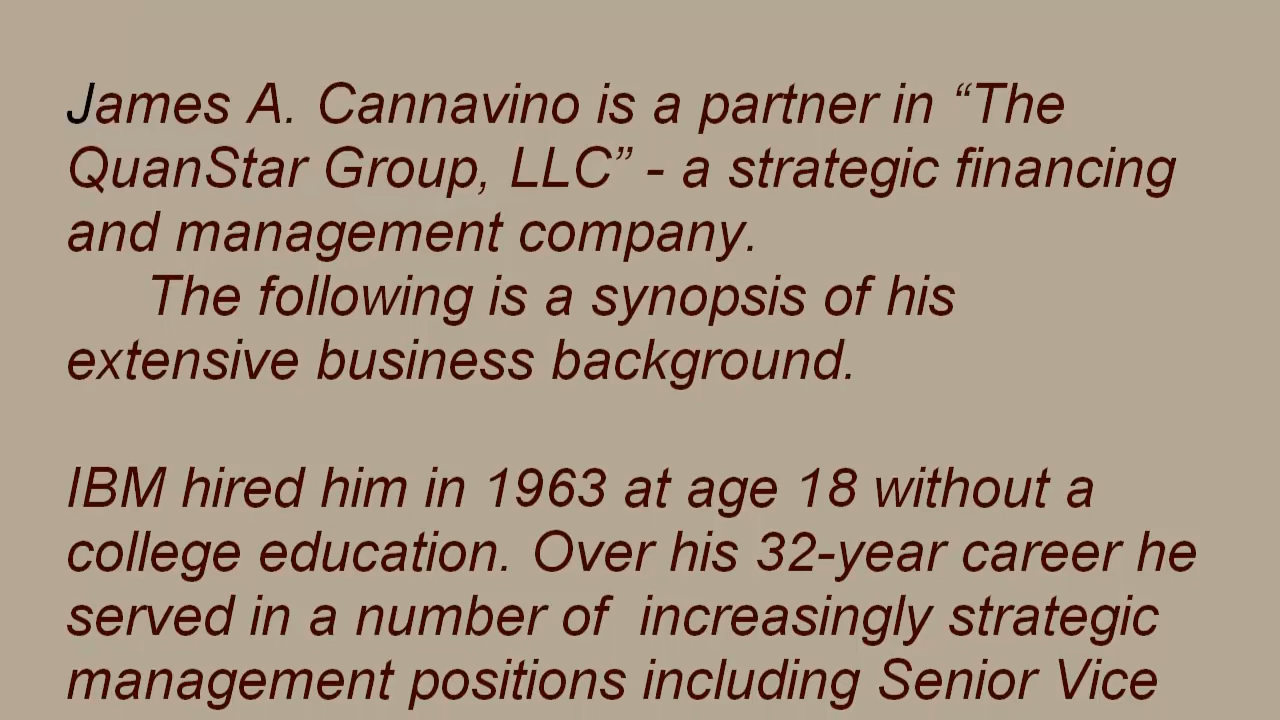 James A. Cannavino is a partner in “The
QuanStar Group, LLC” - a strategic financing
and management company.
The following is a synopsis of his
extensive business background.
IBM hired him in 1963 at age 18 without a
college education. Over his 32-year career he
served in a number of  increasingly strategic
management positions including Senior Vice